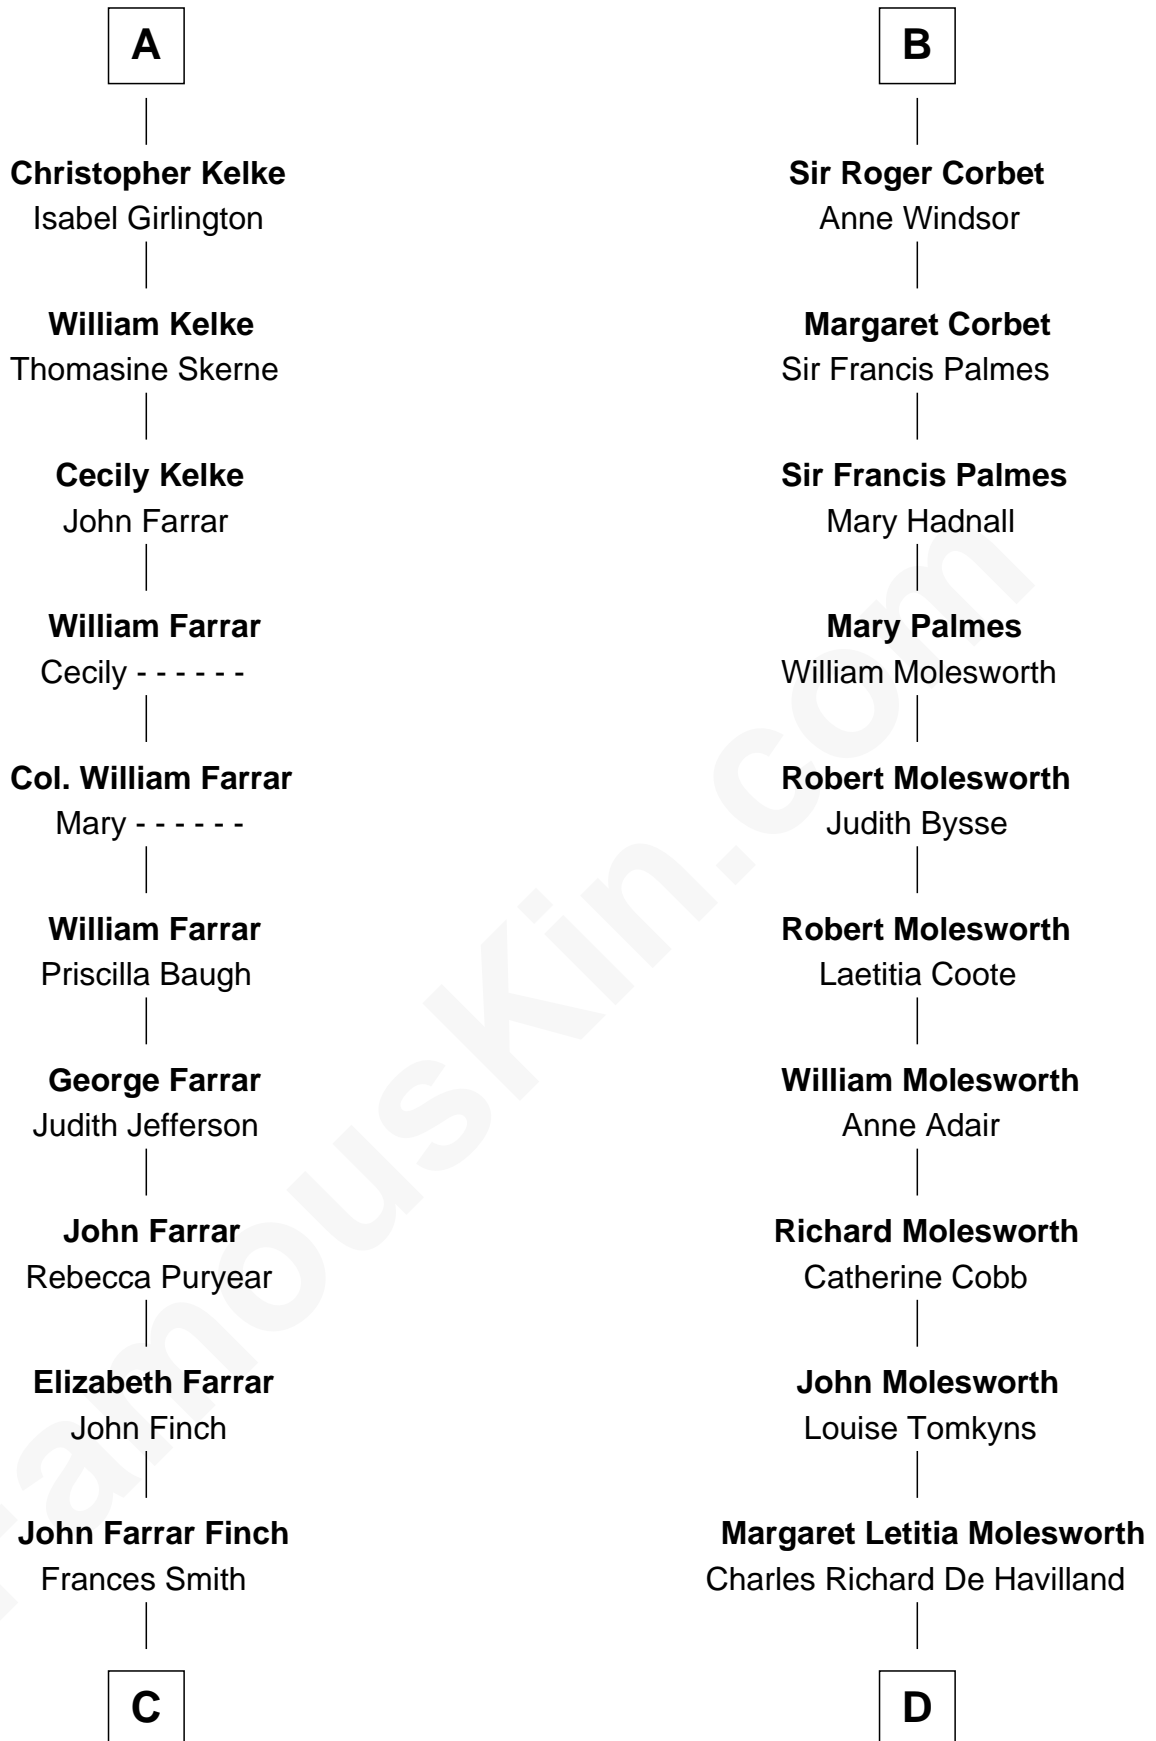 A
Christopher Kelke
Isabel Girlington
William Kelke
Thomasine Skerne
Cecily Kelke
John Farrar
William Farrar
Cecily - - - - - -
Col. William Farrar
Mary - - - - - -
William Farrar
Priscilla Baugh
George Farrar
Judith Jefferson
John Farrar
Rebecca Puryear
Elizabeth Farrar
John Finch
John Farrar Finch
Frances Smith
C
B
Sir Roger Corbet
Anne Windsor
Margaret Corbet
Sir Francis Palmes
Sir Francis Palmes
Mary Hadnall
Mary Palmes
William Molesworth
Robert Molesworth
Judith Bysse
Robert Molesworth
Laetitia Coote
William Molesworth
Anne Adair
Richard Molesworth
Catherine Cobb
John Molesworth
Louise Tomkyns
Margaret Letitia Molesworth
Charles Richard De Havilland
D
FamousKin.com